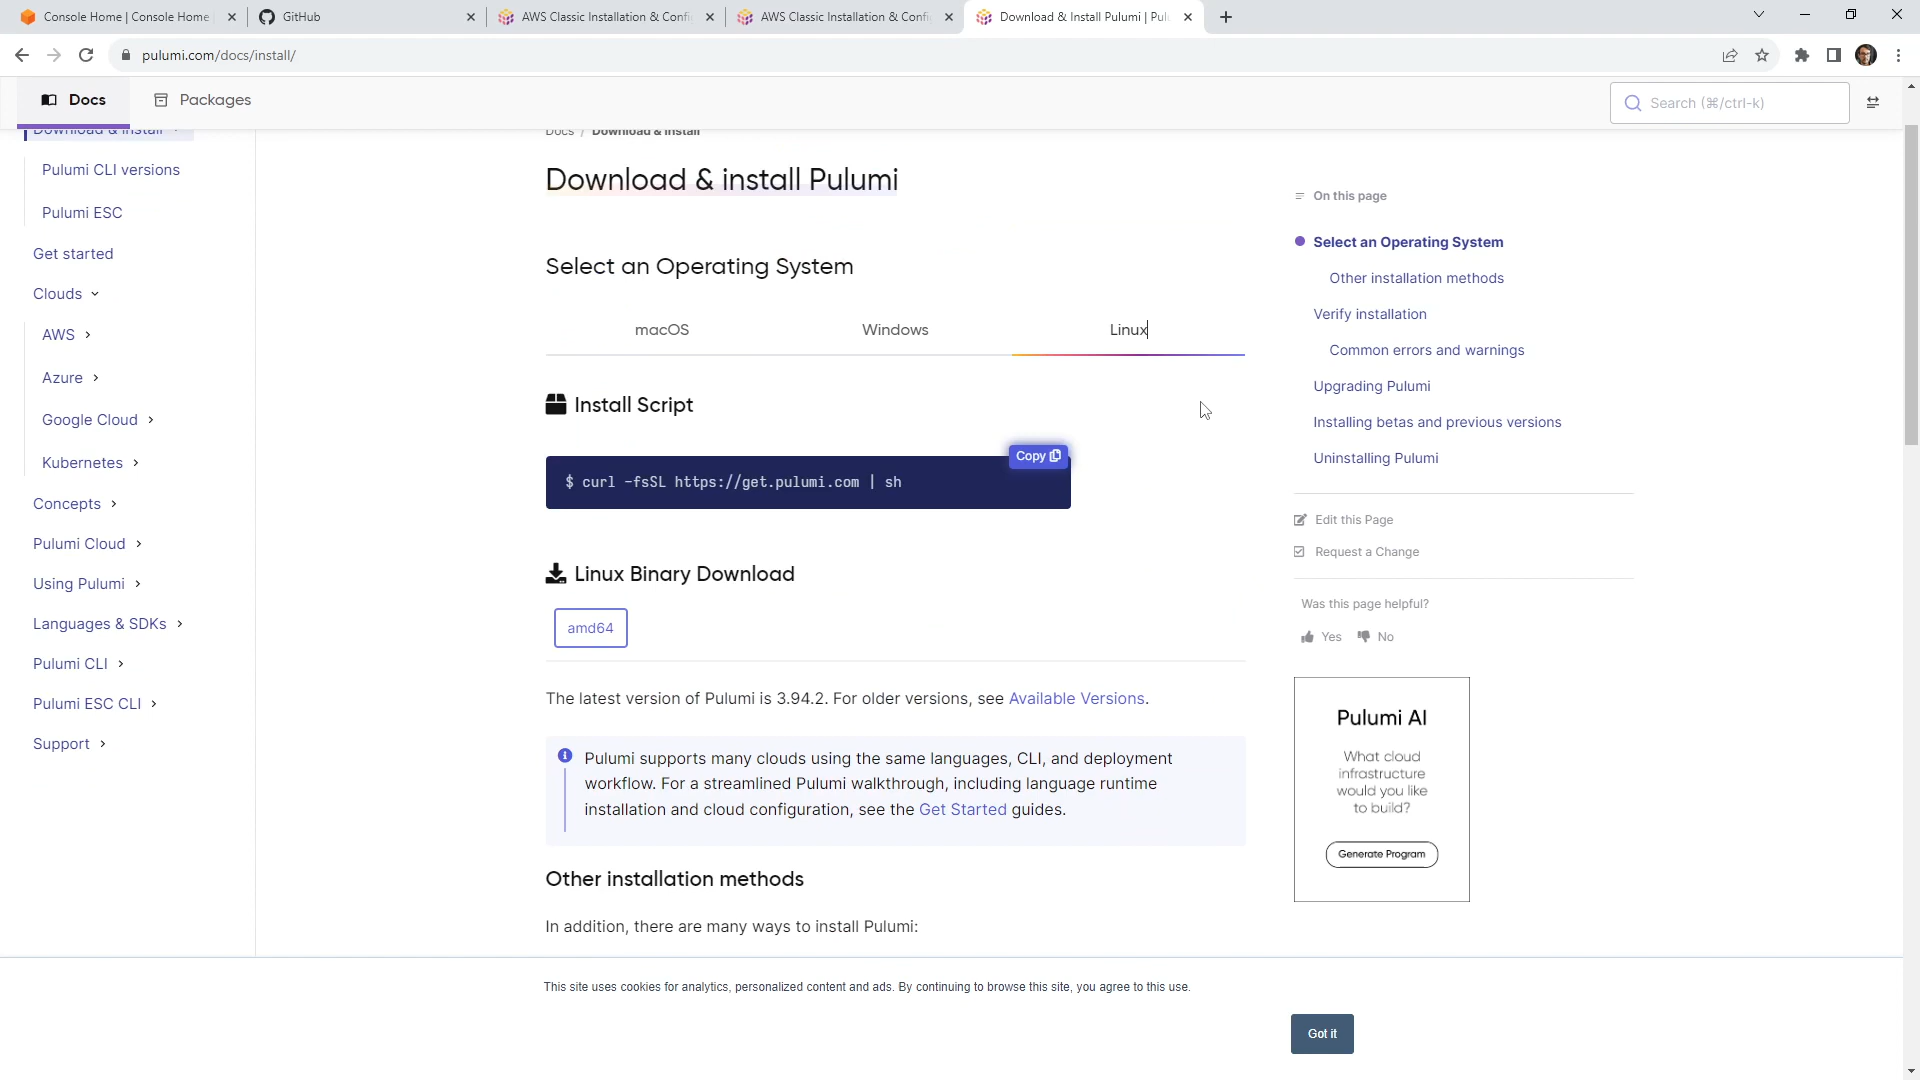 Console Home | Console Home
GitHub
AWS Classic Installation & Confi
AWS Classic Installation & Confi
Download & Install Pulumi | Pul
pulumi.com/docs/install/
Docs
Packages
Search (⌘/ctrl-k)
Download & Install
Pulumi CLI versions
Pulumi ESC
Get started
Clouds
AWS
Azure
Google Cloud
Kubernetes
Concepts
Pulumi Cloud
Using Pulumi
Languages & SDKs
Pulumi CLI
Pulumi ESC CLI
Support
Docs / Download & Install
Download & install Pulumi
Select an Operating System
macOS
Windows
Linux
Install Script
Copy
$ curl -fsSL https://get.pulumi.com | sh
Linux Binary Download
amd64
The latest version of Pulumi is 3.94.2. For older versions, see Available Versions.
Pulumi supports many clouds using the same languages, CLI, and deployment
workflow. For a streamlined Pulumi walkthrough, including language runtime
installation and cloud configuration, see the Get Started guides.
Other installation methods
In addition, there are many ways to install Pulumi:
On this page
Select an Operating System
Other installation methods
Verify installation
Common errors and warnings
Upgrading Pulumi
Installing betas and previous versions
Uninstalling Pulumi
Edit this Page
Request a Change
Was this page helpful?
Yes
No
Pulumi AI
What cloud
infrastructure
would you like
to build?
Generate Program
This site uses cookies for analytics, personalized content and ads. By continuing to browse this site, you agree to this use.
Got it